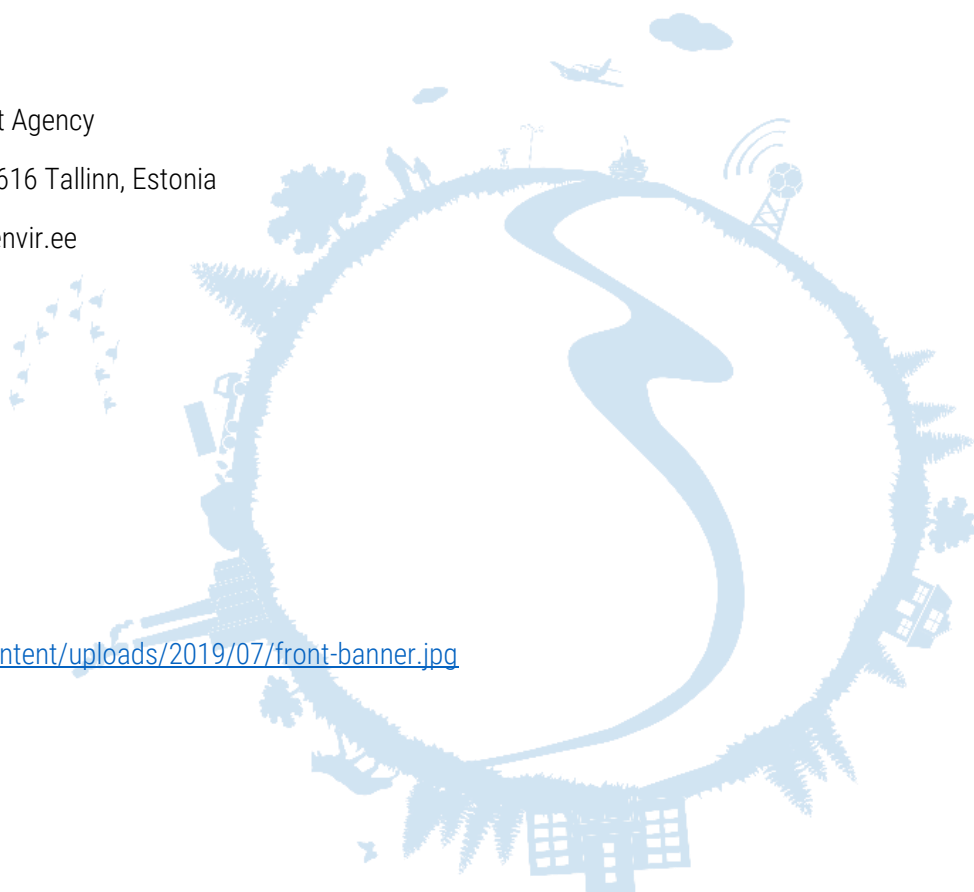 t Agency
616 Tallinn, Estonia
envir.ee
ntent/uploads/2019/07/front-banner.jpg